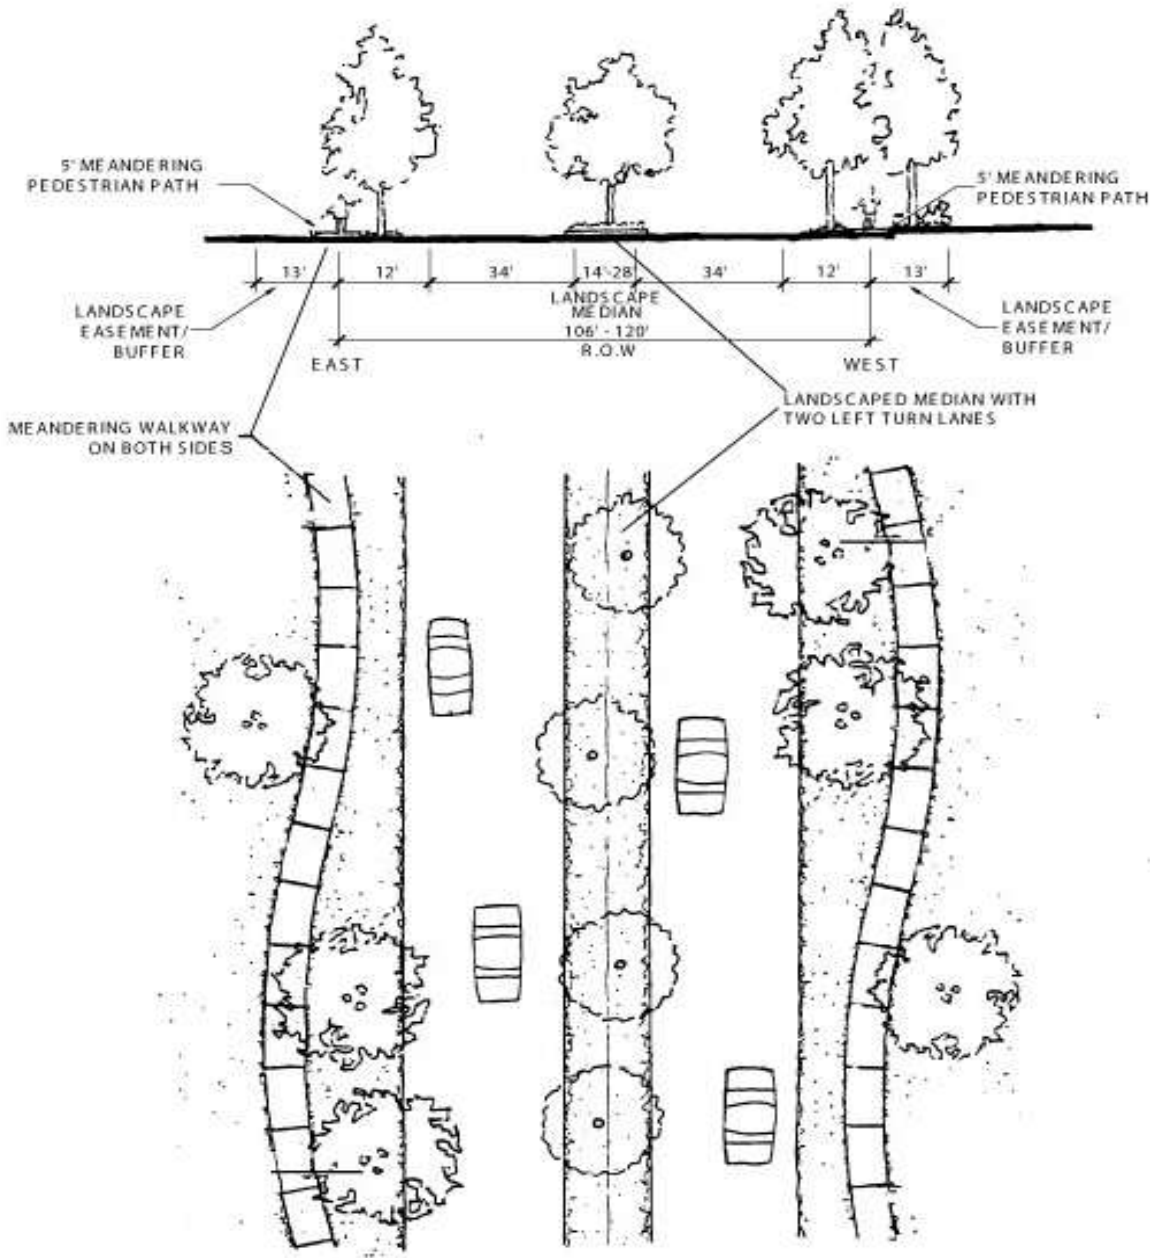 5' MEANDERING
PEDESTRIAN PATH
5' MEANDERING
PEDESTRIAN PATH
13'
12'
34'
14'-28'
34'
12'
13'
LANDSCAPE
EASEMENT/
BUFFER
LANDSCAPE
MEDIAN
106' - 120'
R.O.W
LANDSCAPE
EASEMENT/
BUFFER
EAST
WEST
MEANDERING WALKWAY
ON BOTH SIDES
LANDSCAPED MEDIAN WITH
TWO LEFT TURN LANES